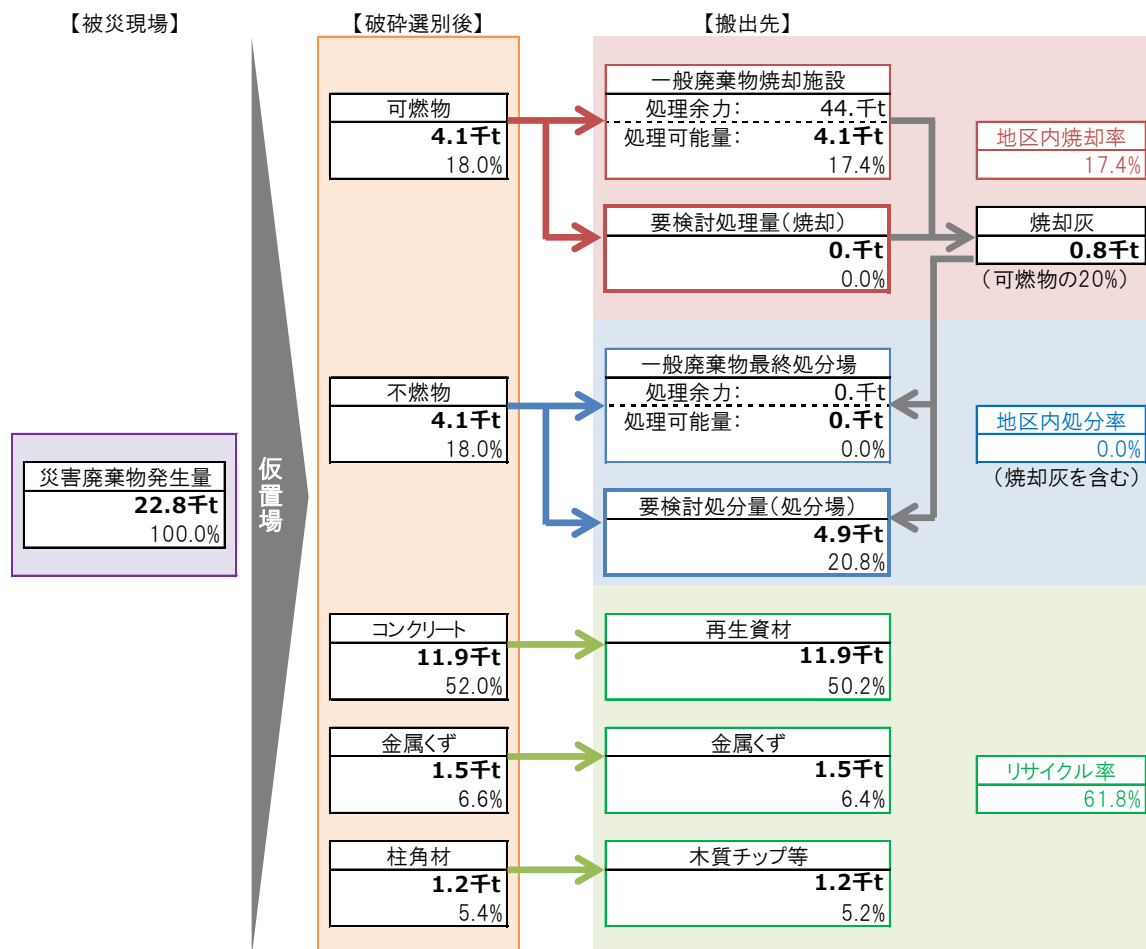 【被災現場】
【破砕選別後】
【搬出先】
災害廃棄物発生量
22.8千t
100.0%
仮置場
可燃物
4.1千t
18.0%
不燃物
4.1千t
18.0%
コンクリート
11.9千t
52.0%
金属くず
1.5千t
6.6%
柱角材
1.2千t
5.4%
一般廃棄物焼却施設
処理余力: 44.千t
処理可能量: 4.1千t
17.4%
要検討処理量(焼却)
0.千t
0.0%
地区内焼却率
17.4%
焼却灰
0.8千t
(可燃物の20%)
一般廃棄物最終処分場
処理余力: 0.千t
処理可能量: 0.千t
0.0%
要検討処分量(処分場)
4.9千t
20.8%
地区内処分率
0.0%
(焼却灰を含む)
再生資材
11.9千t
50.2%
金属くず
1.5千t
6.4%
木質チップ等
1.2千t
5.2%
リサイクル率
61.8%